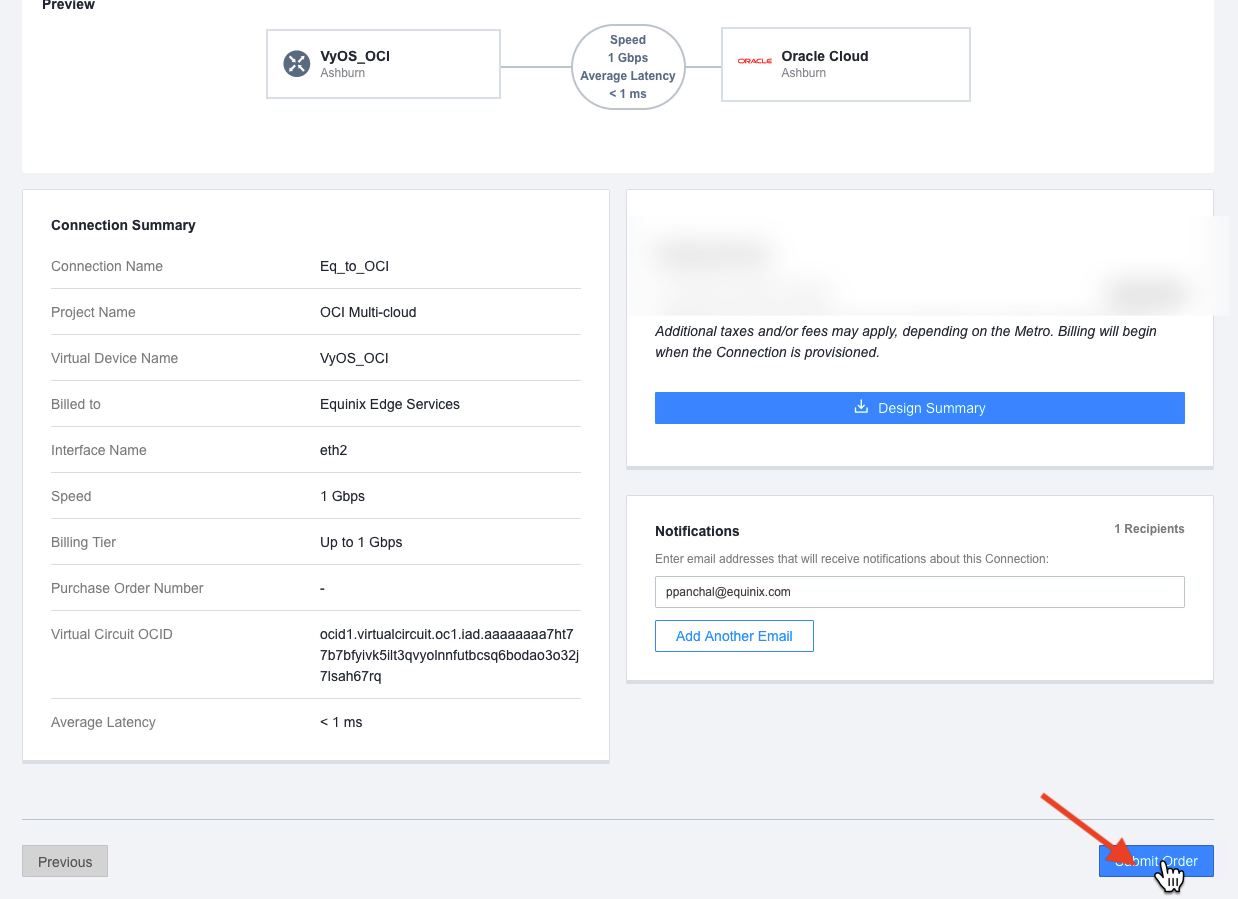 Preview
VyOS_OCI
Ashburn
Speed
1 Gbps
Average Latency
< 1 ms
ORACLE
Oracle Cloud
Ashburn
Connection Summary
Connection Name Eq_to_OCI
Project Name OCI Multi-cloud
Virtual Device Name VyOS_OCI
Billed to Equinix Edge Services
Interface Name eth2
Speed 1 Gbps
Billing Tier Up to 1 Gbps
Purchase Order Number -
Virtual Circuit OCID ocid1.virtualcircuit.oc1.iad.aaaaaaaa7ht7
7b7bfyivk5ilt3qvyolnnfutbcsq6bodao3o32j
7lsah67rq
Average Latency < 1 ms
Additional taxes and/or fees may apply, depending on the Metro. Billing will begin
when the Connection is provisioned.
Design Summary
Notifications 1 Recipients
Enter email addresses that will receive notifications about this Connection:
ppanchal@equinix.com
Add Another Email
Previous
Submit Order